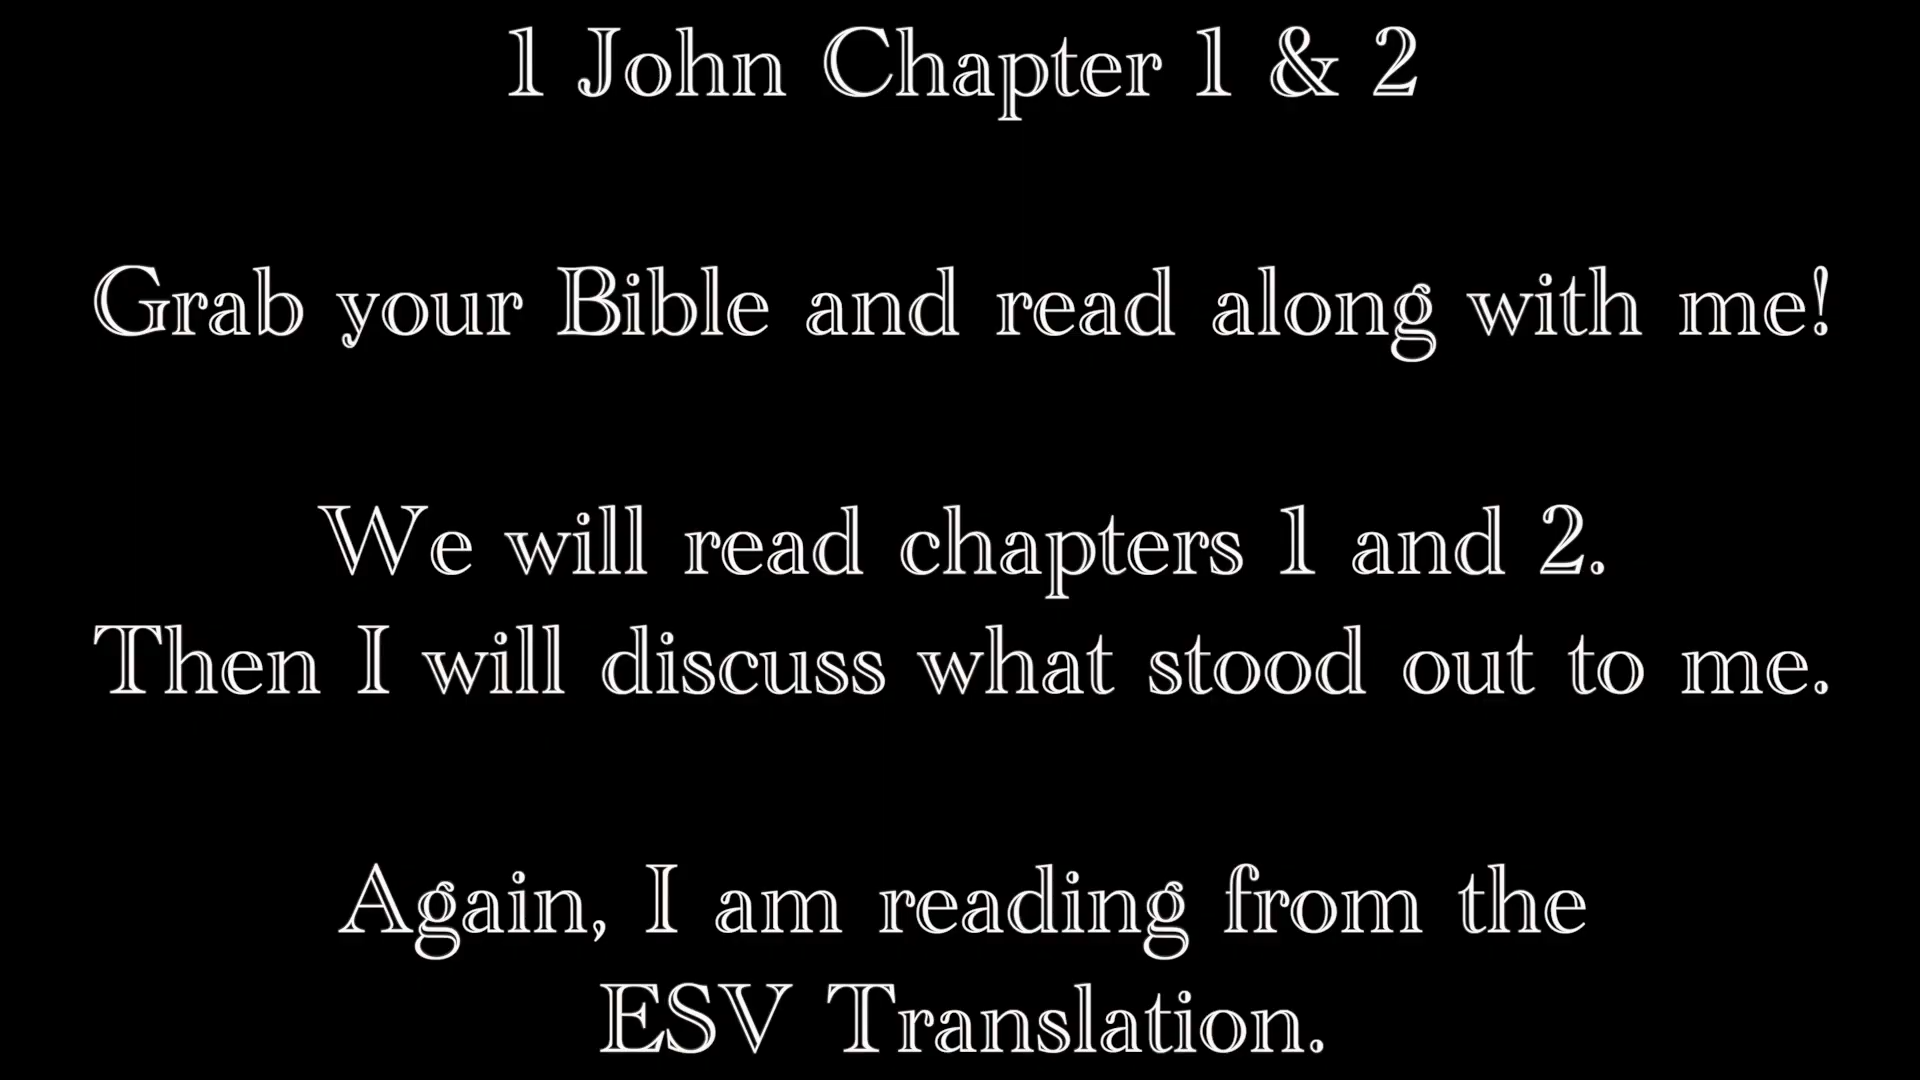 1 John Chapter 1 & 2
Grab your Bible and read along with me!
We will read chapters 1 and 2.
Then I will discuss what stood out to me.
Again, I am reading from the
ESV Translation.